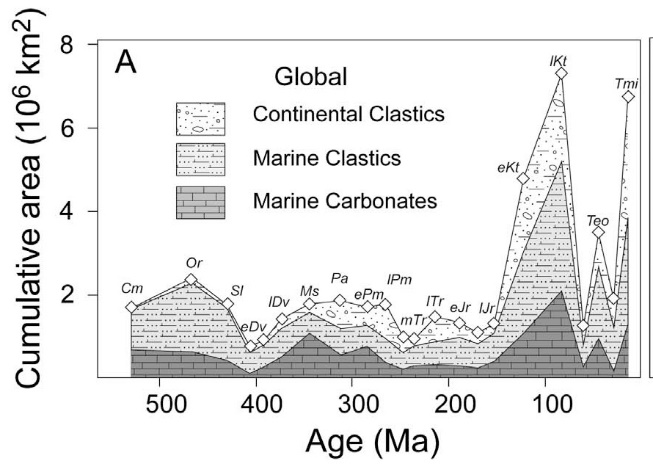 A
Global
Continental Clastics
Marine Clastics
Marine Carbonates
Cumulative area (10⁶ km²)
8
6
4
2
Cm
Or
Sl
eDv
lDv
Ms
Pa
ePm
lPm
mTr
lTr
eJr
lJr
eKt
lKt
Teo
Tmi
500
400
300
200
100
Age (Ma)